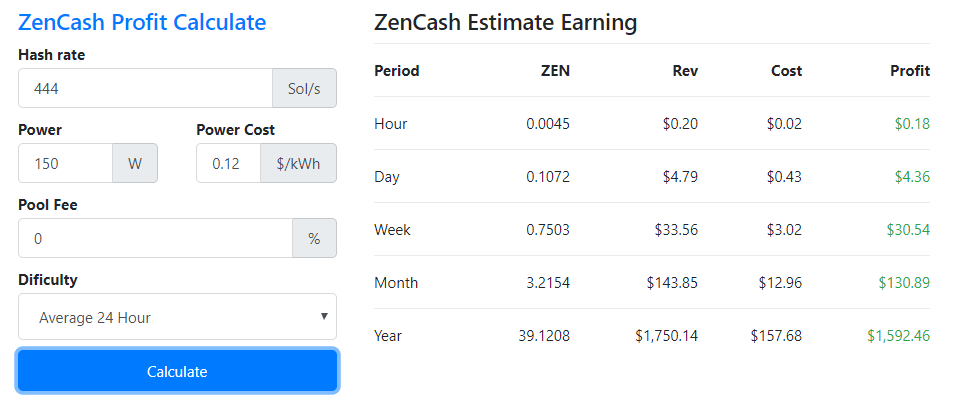 ZenCash Profit Calculate
Hash rate
444 Sol/s
Power Power Cost
150 W 0.12 $/kWh
Pool Fee
0 %
Dificulty
Average 24 Hour
Calculate
ZenCash Estimate Earning
Period ZEN Rev Cost Profit
Hour 0.0045 $0.20 $0.02 $0.18
Day 0.1072 $4.79 $0.43 $4.36
Week 0.7503 $33.56 $3.02 $30.54
Month 3.2154 $143.85 $12.96 $130.89
Year 39.1208 $1,750.14 $157.68 $1,592.46